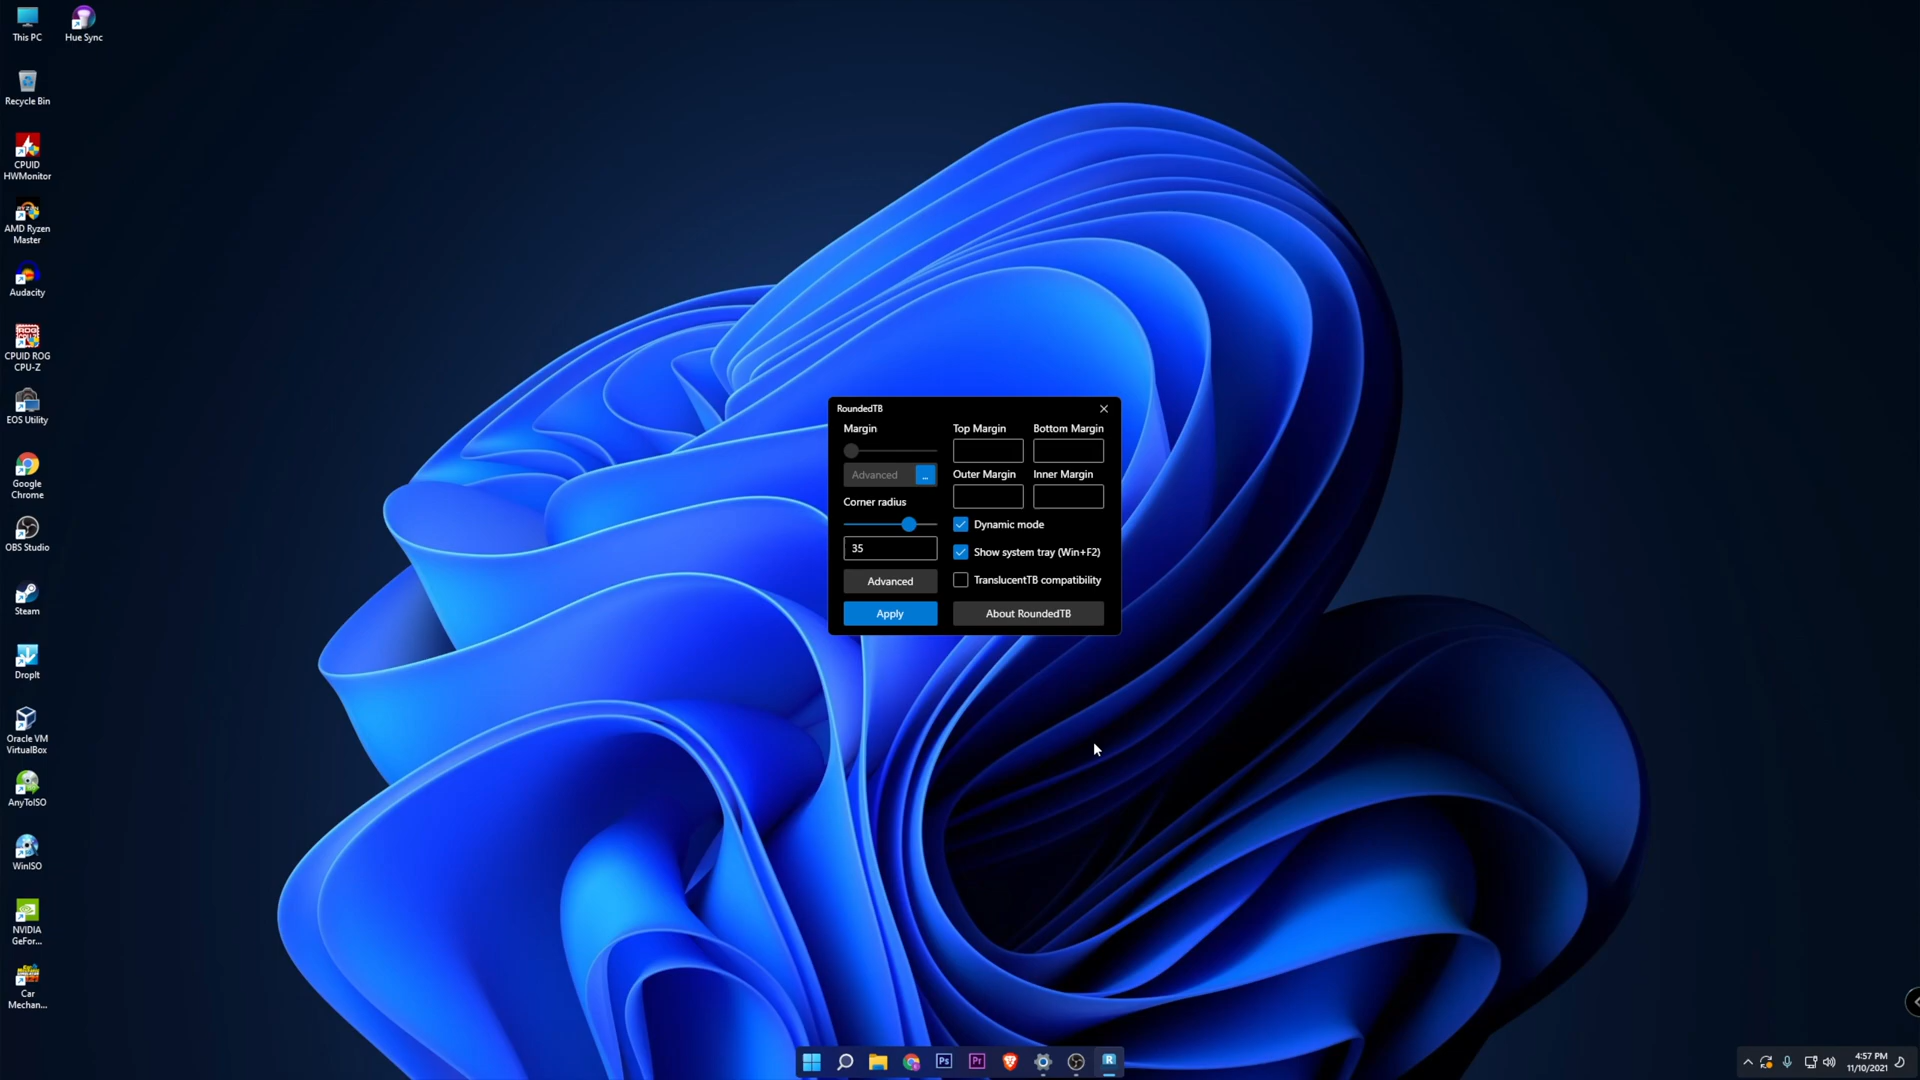 This PC
Hue Sync
Recycle Bin
CPUID
HWMonitor
AMD Ryzen
Master
Audacity
CPUID ROG
CPU-Z
EOS Utility
Google
Chrome
OBS Studio
Steam
DropIt
Oracle VM
VirtualBox
AnyToISO
WinISO
NVIDIA
GeFor...
Car
Mechan...
RoundedTB
Margin
Top Margin
Bottom Margin
Advanced
...
Outer Margin
Inner Margin
Corner radius
Dynamic mode
35
Show system tray (Win+F2)
Advanced
TranslucentTB compatibility
Apply
About RoundedTB
Ps
Pr
R
4:57 PM
11/10/2021